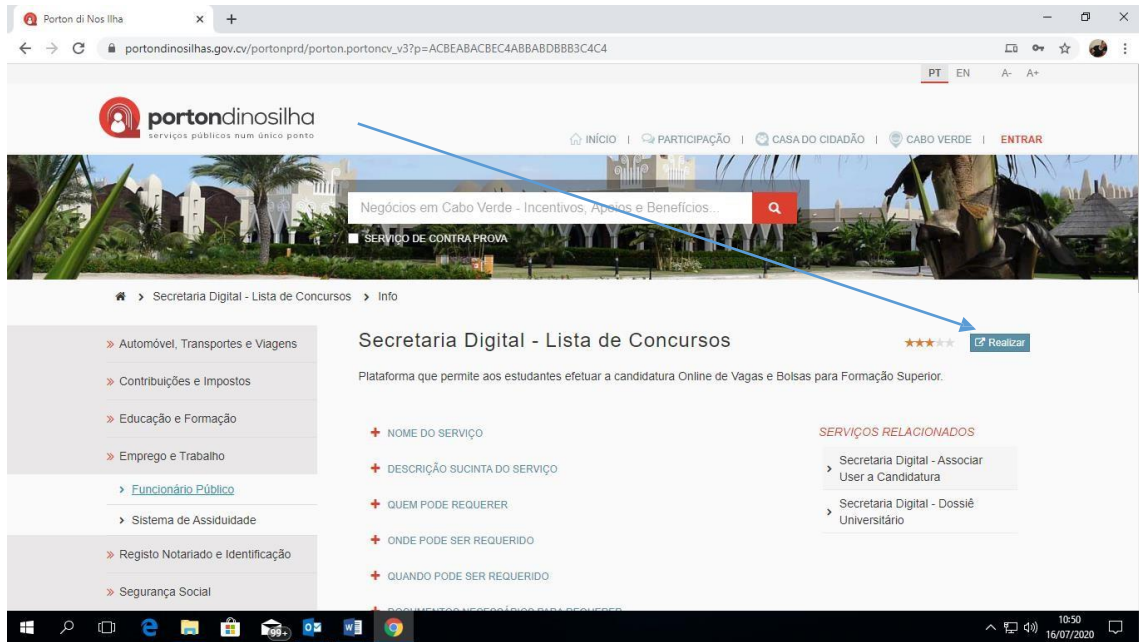 Porton di Nos Ilha
portondinosilhas.gov.cv/portonprd/porton.portoncv_v3?p=ACBEABACBEC4ABBABDBBB3C4C4
PT EN A- A+
portondinosilha
serviços públicos num único ponto
INÍCIO | PARTICIPAÇÃO | CASA DO CIDADÃO | CABO VERDE | ENTRAR
Negócios em Cabo Verde - Incentivos, Apoios e Benefícios...
SERVICO DE CONTRA PROVA
Secretaria Digital - Lista de Concursos > Info
Automóvel, Transportes e Viagens
Contribuições e Impostos
Educação e Formação
Emprego e Trabalho
Funcionário Público
Sistema de Assiduidade
Registo Notariado e Identificação
Segurança Social
Secretaria Digital - Lista de Concursos
Realizar
Plataforma que permite aos estudantes efetuar a candidatura Online de Vagas e Bolsas para Formação Superior.
NOME DO SERVIÇO
DESCRIÇÃO SUCINTA DO SERVIÇO
QUEM PODE REQUERER
ONDE PODE SER REQUERIDO
QUANDO PODE SER REQUERIDO
DOCUMENTOS NECESSÁRIOS PARA REQUERER
SERVIÇOS RELACIONADOS
Secretaria Digital - Associar
User a Candidatura
Secretaria Digital - Dossiê
Universitário
99+
10:50
16/07/2020